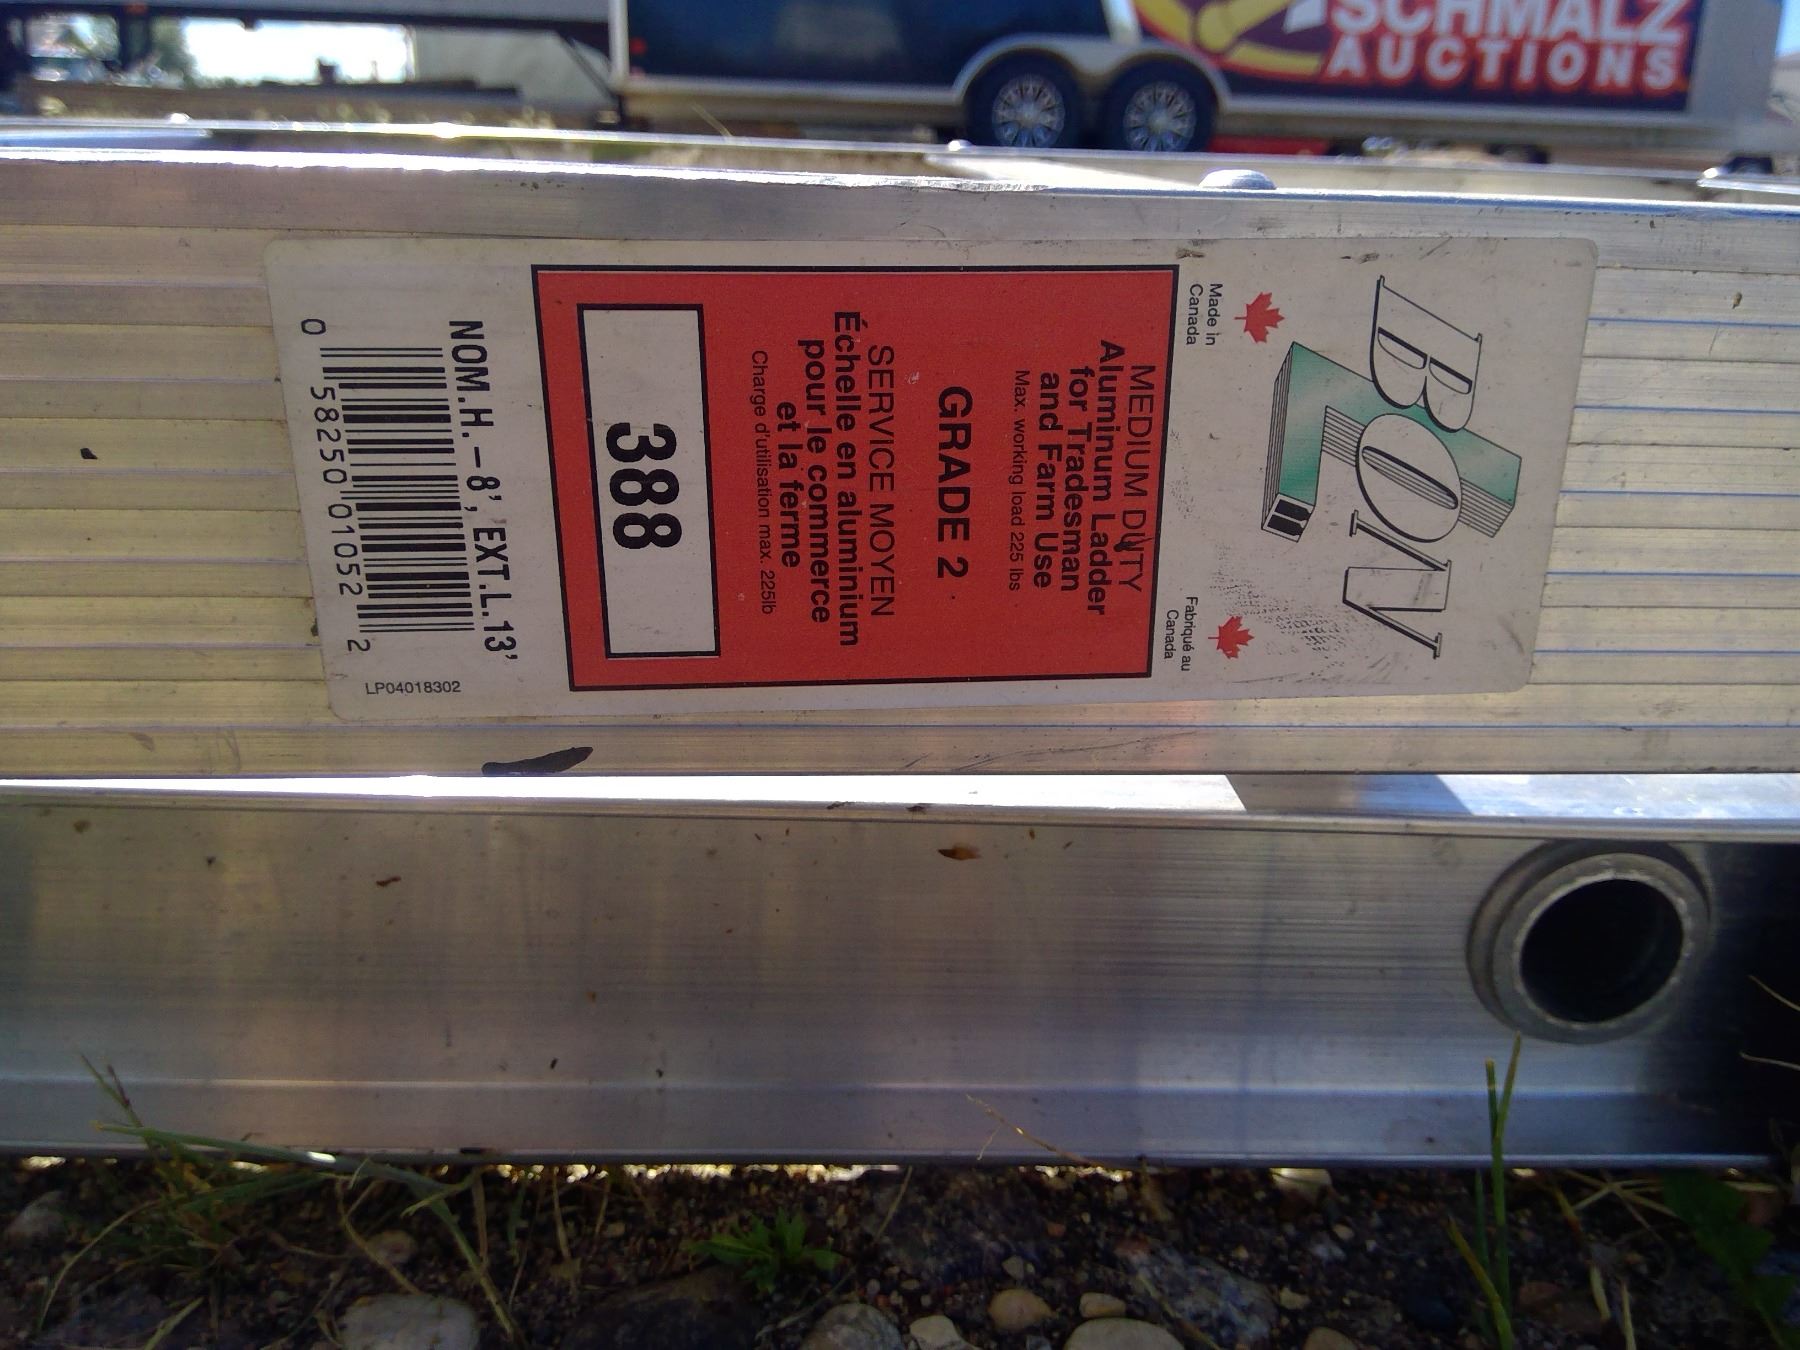 SCHMALZ
AUCTIONS
BON
Made in
Canada
Fabriqué au
Canada
MEDIUM DUTY
Aluminum Ladder
for Tradesman
and Farm Use
Max. working load 225 lbs
GRADE 2
SERVICE MOYEN
Échelle en aluminium
pour le commerce
et la ferme
Charge d'utilisation max. 225lb
388
NOM.H. – 8', EXT.L.13'
0 58250 01052 2
LP04018302